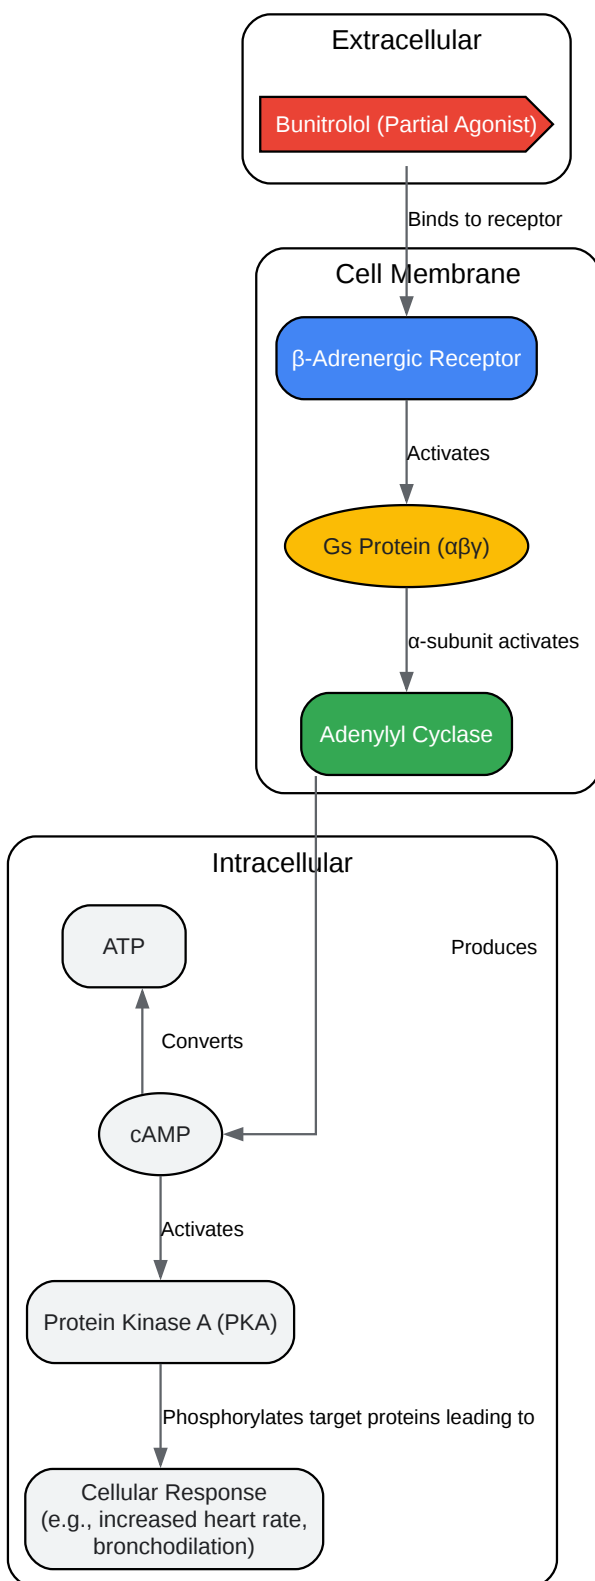 Extracellular
Bunitrolol (Partial Agonist)
Binds to receptor
Cell Membrane
β-Adrenergic Receptor
Activates
Gs Protein (αβγ)
α-subunit activates
Adenylyl Cyclase
Intracellular
ATP
Produces
Converts
cAMP
Activates
Protein Kinase A (PKA)
Phosphorylates target proteins leading to
Cellular Response
(e.g., increased heart rate,
bronchodilation)